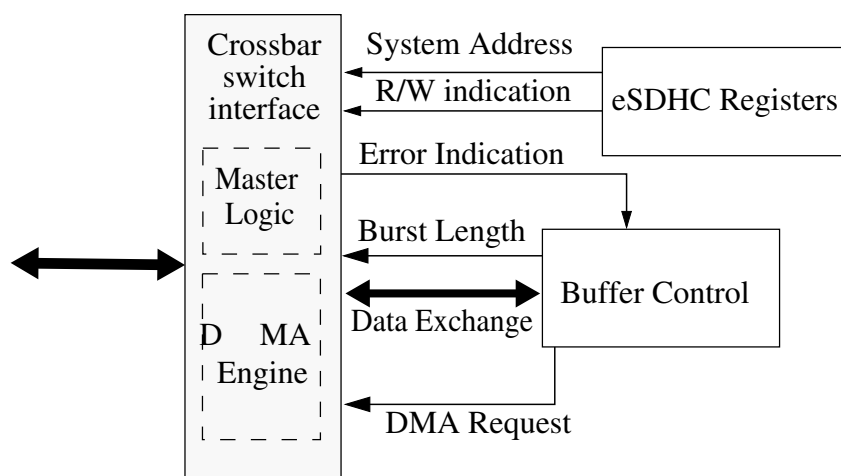 Crossbar
switch
interface
System Address
R/W indication
eSDHC Registers
Error Indication
Master
Logic
Burst Length
Buffer Control
Data Exchange
D MA
Engine
DMA Request